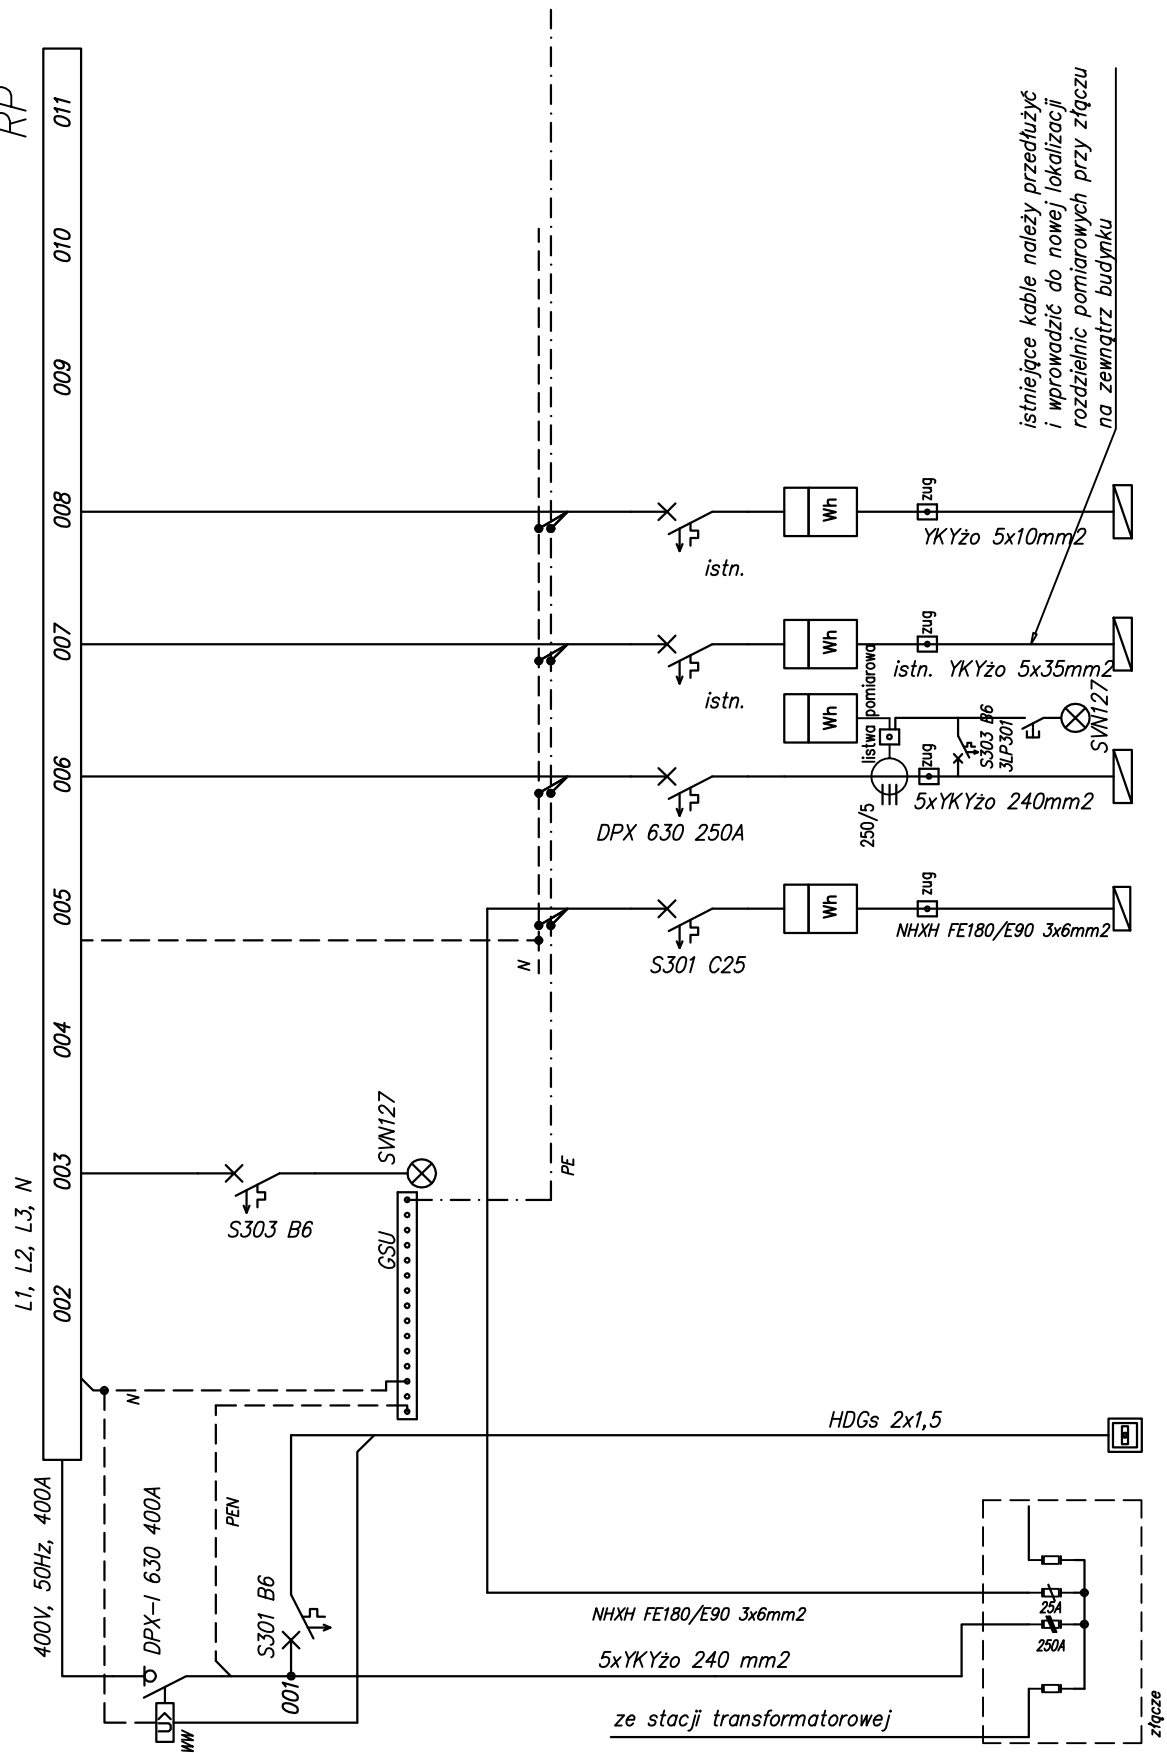 RP
L1, L2, L3, N
400V, 50Hz, 400A
001
002
003
004
005
006
007
008
009
010
011
DPX-I 630 400A
U>
WW
N
PEN
S301 B6
S303 B6
SVN127
GSU
PE
N
HDGs 2x1,5
NHXH FE180/E90 3x6mm2
5xYKYżo 240 mm2
ze stacji transformatorowej
25A
250A
złącze
S301 C25
Wh
zug
NHXH FE180/E90 3x6mm2
DPX 630 250A
250/5
Wh
listwa pomiarowa
zug
5xYKYżo 240mm2
S303 B6
3LP301
SVN127
istn.
Wh
zug
istn. YKYżo 5x35mm2
istn.
Wh
zug
YKYżo 5x10mm2
istniejące kable należy przedłużyć
i wprowadzić do nowej lokalizacji
rozdzielnic pomiarowych przy złączu
na zewnątrz budynku